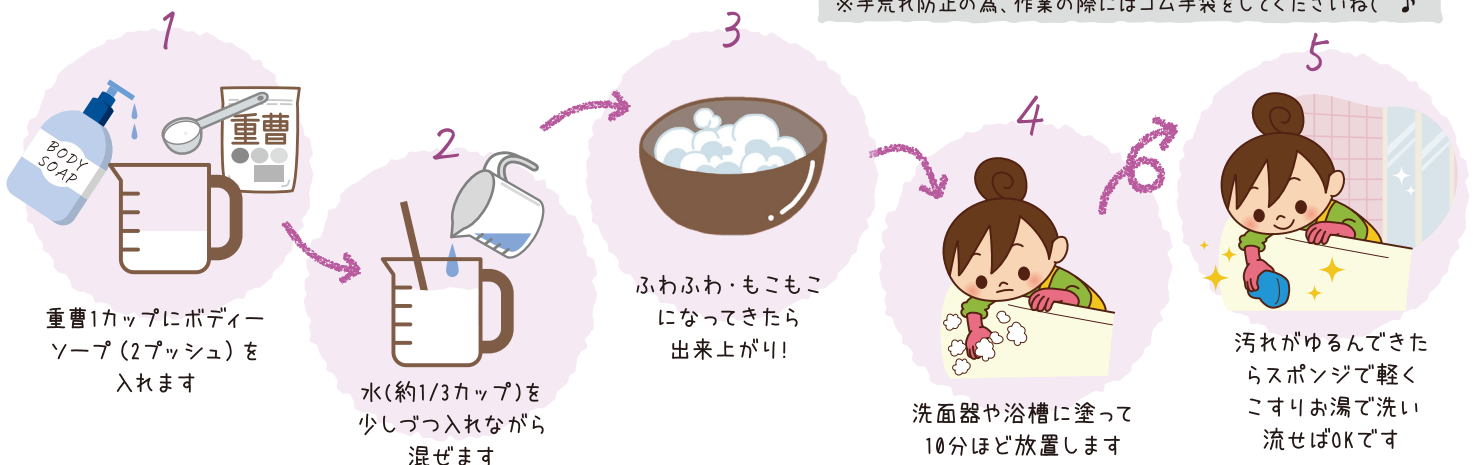 ※手荒れ防止の為、作業の際にはゴム手袋をしてくださいね(
1
BODY
SOAP
重曹
重曹1カップにボディー
ソープ(2プッシュ)を
入れます
2
水(約1/3カップ)を
少しづつ入れながら
混ぜます
3
ふわふわ・もこもこ
になってきたら
出来上がり!
4
洗面器や浴槽に塗って
10分ほど放置します
5
汚れがゆるんできた
らスポンジで軽く
こすりお湯で洗い
流せばOKです